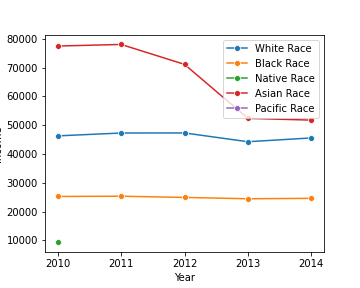 80000
70000
60000
50000
40000
30000
20000
10000
White Race
Black Race
Native Race
Asian Race
Pacific Race
2010 2011 2012 2013 2014
Year